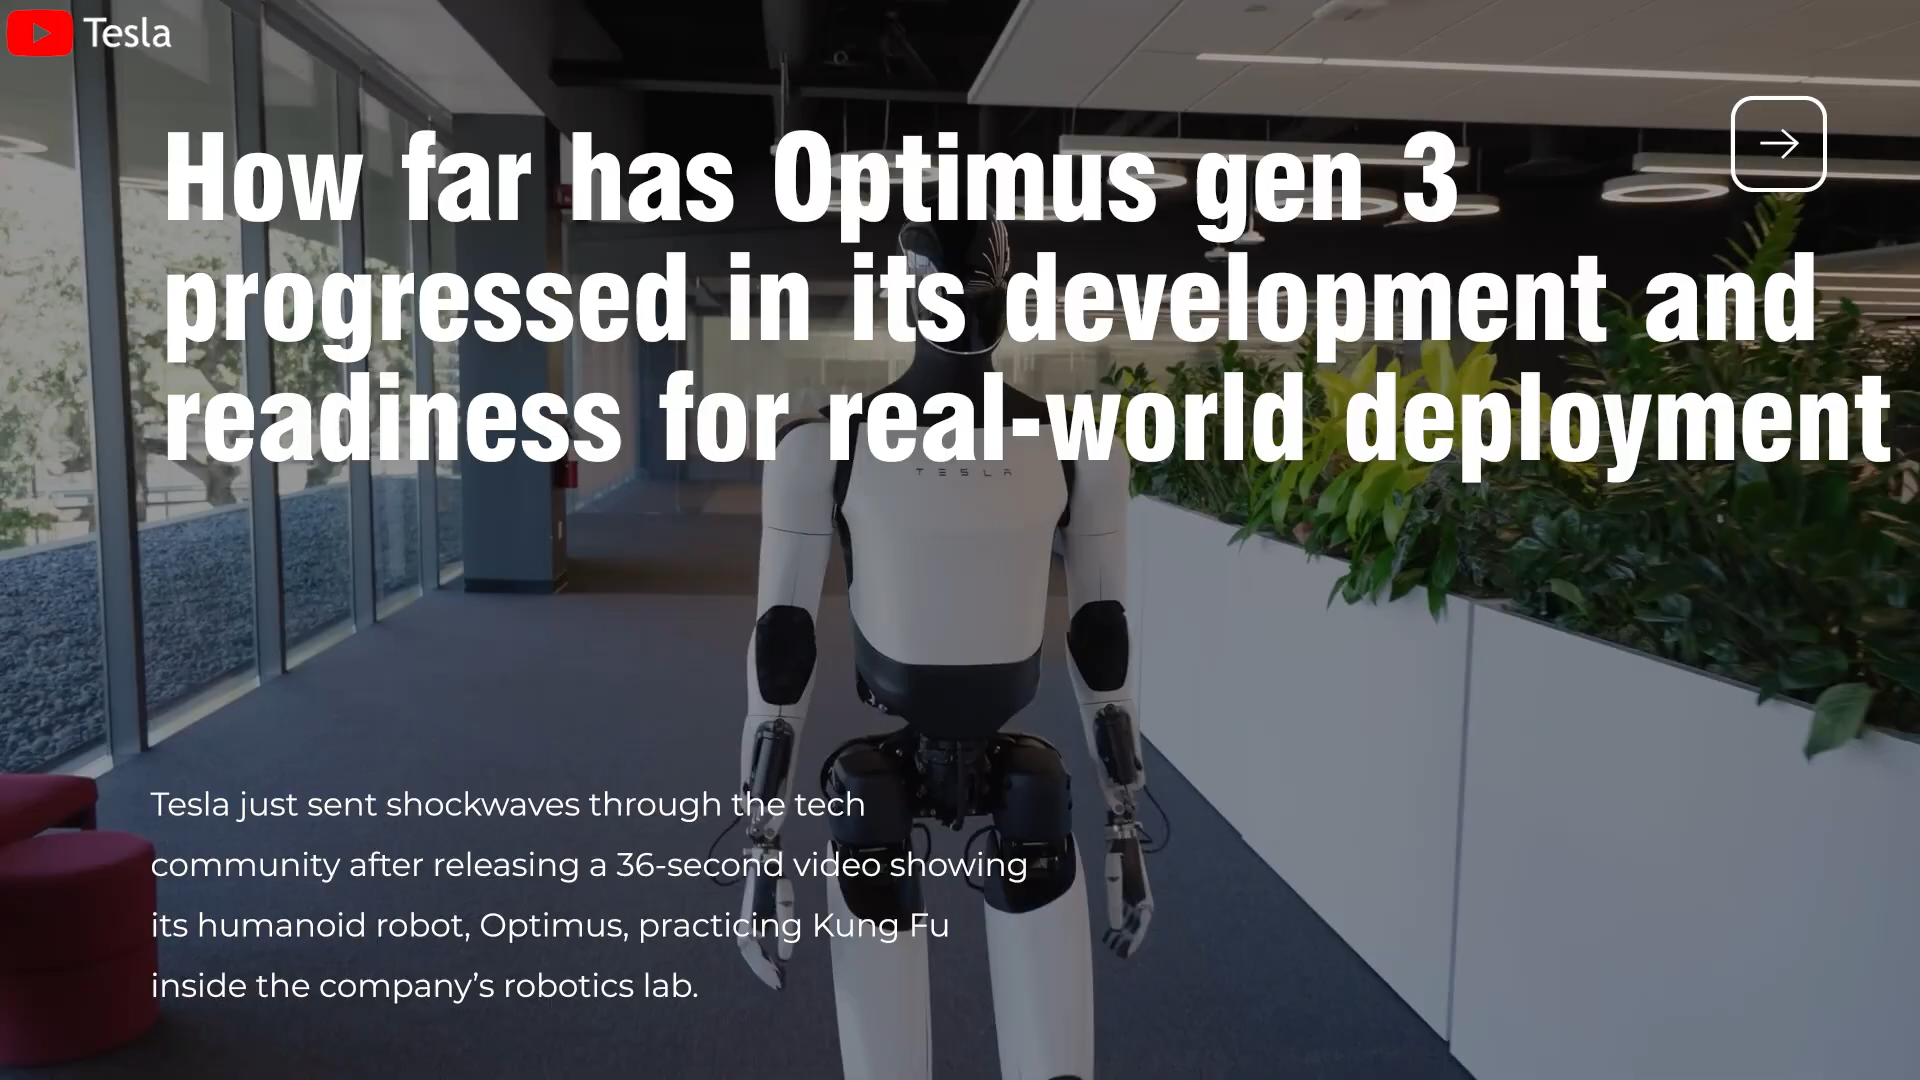 Tesla
How far has Optimus gen 3
progressed in its development and
readiness for real-world deployment
TESLA
Tesla just sent shockwaves through the tech
community after releasing a 36-second video showing
its humanoid robot, Optimus, practicing Kung Fu
inside the company’s robotics lab.